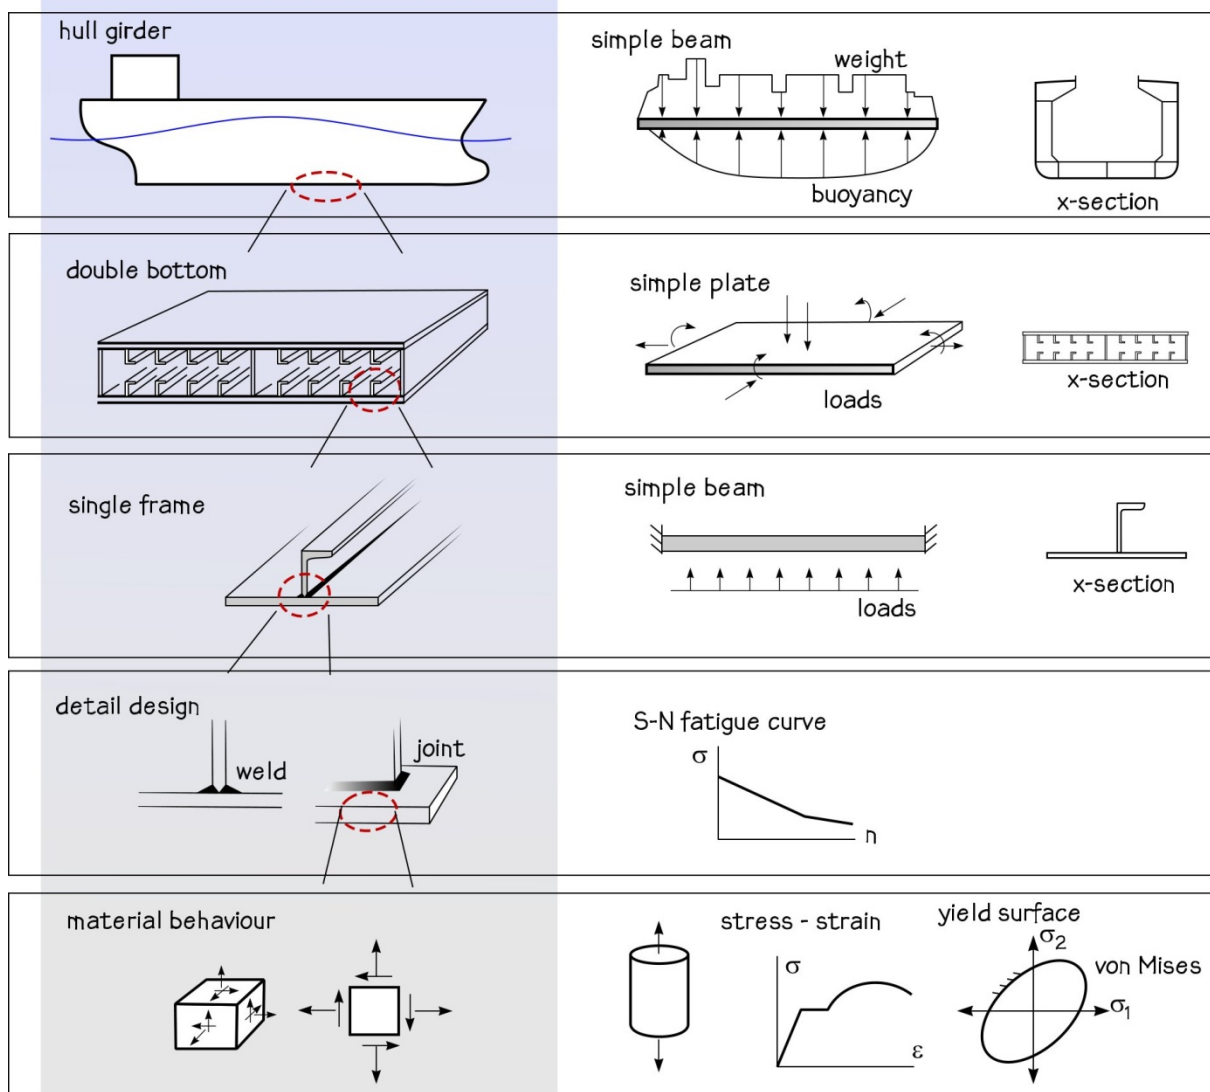 hull girder
simple beam
weight
buoyancy
x-section
double bottom
simple plate
loads
x-section
single frame
simple beam
loads
x-section
detail design
weld
joint
S-N fatigue curve
σ
n
material behaviour
stress - strain
σ
ε
yield surface
σ2
von Mises
σ1